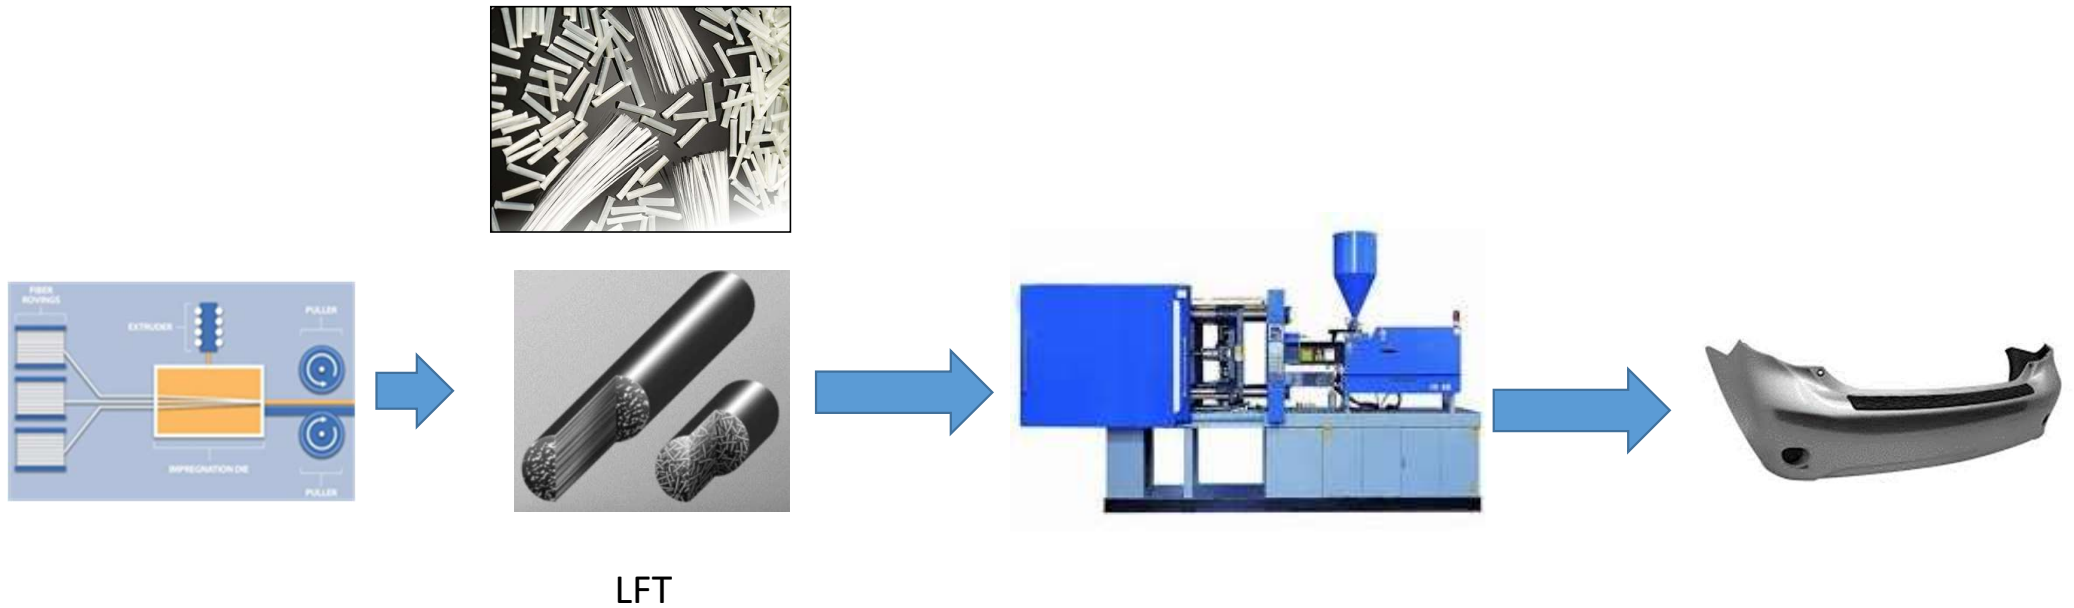 FIBER
ROVINGS
EXTRUDER
PULLER
IMPREGNATION DIE
PULLER
LFT